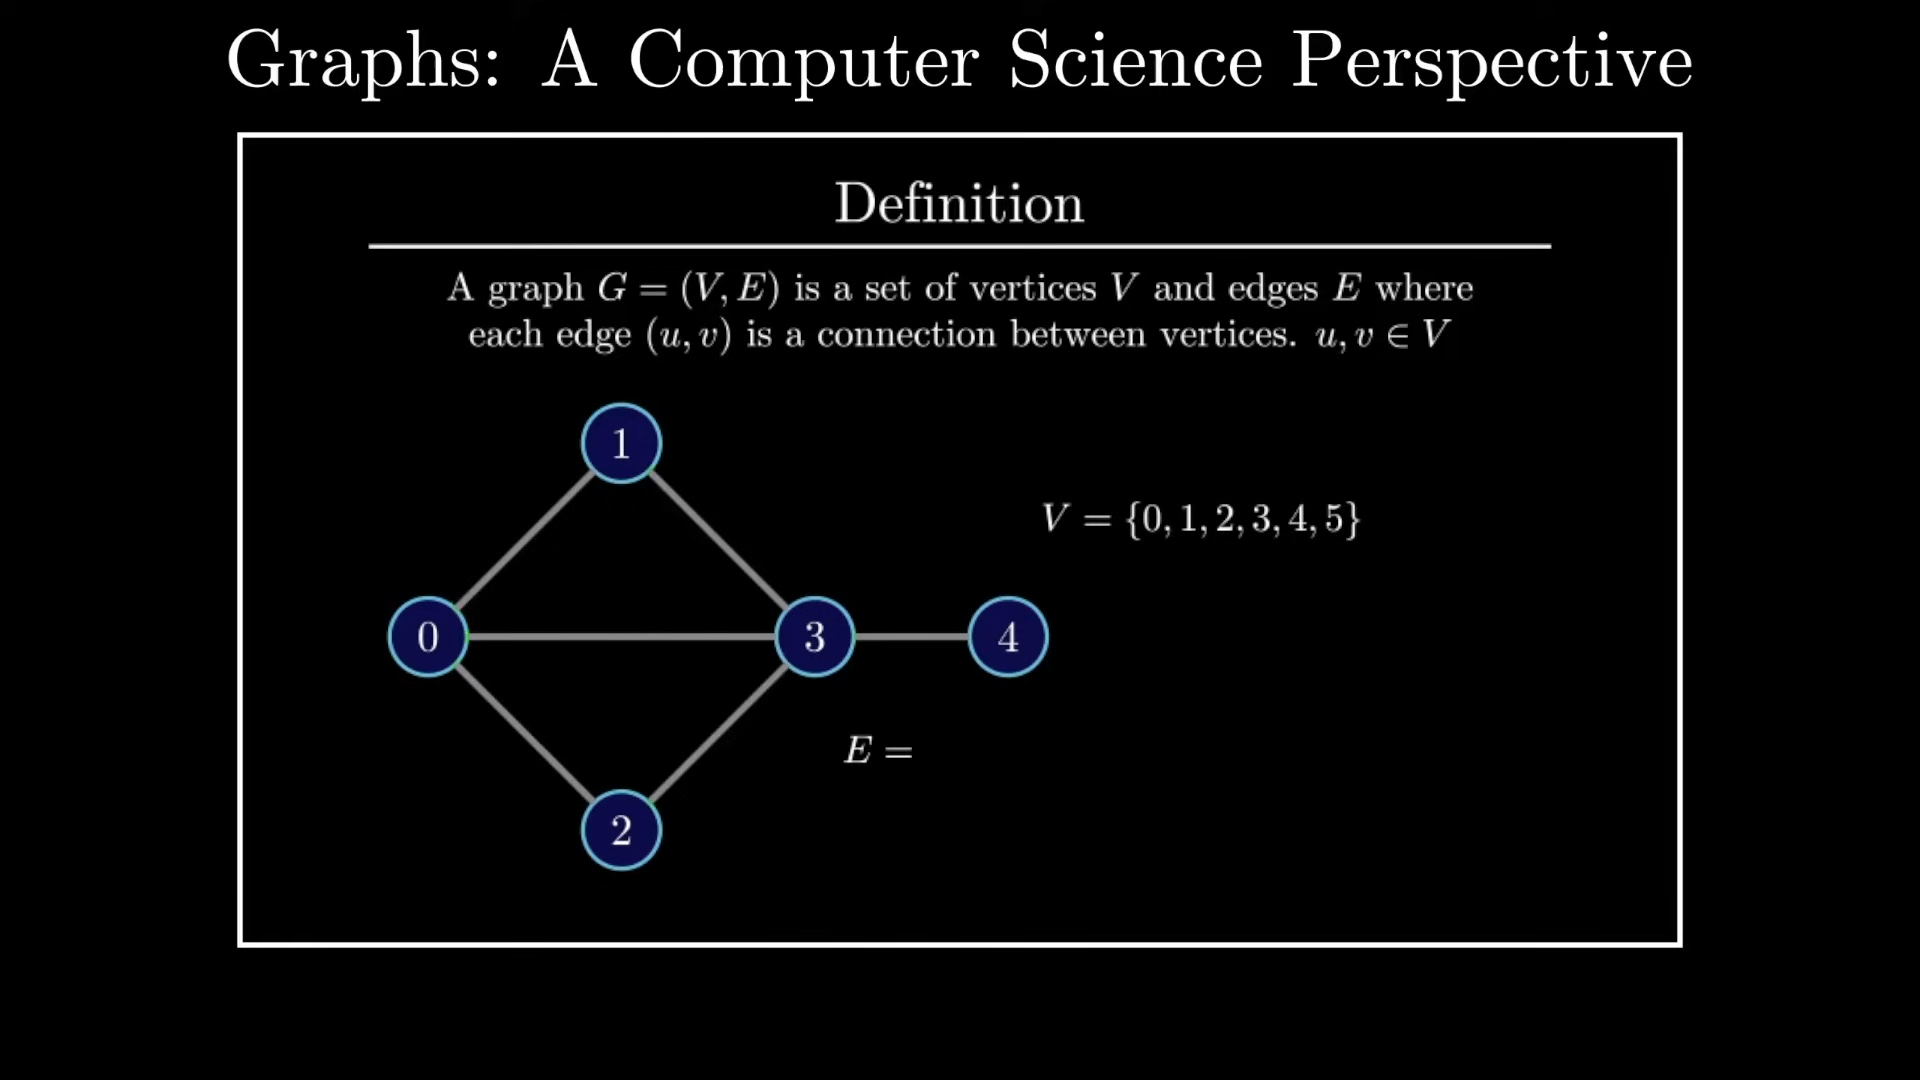 Graphs: A Computer Science Perspective
Definition
A graph G = (V, E) is a set of vertices V and edges E where
each edge (u, v) is a connection between vertices. u, v ∈ V
1
V = {0, 1, 2, 3, 4, 5}
0
3
4
E =
2